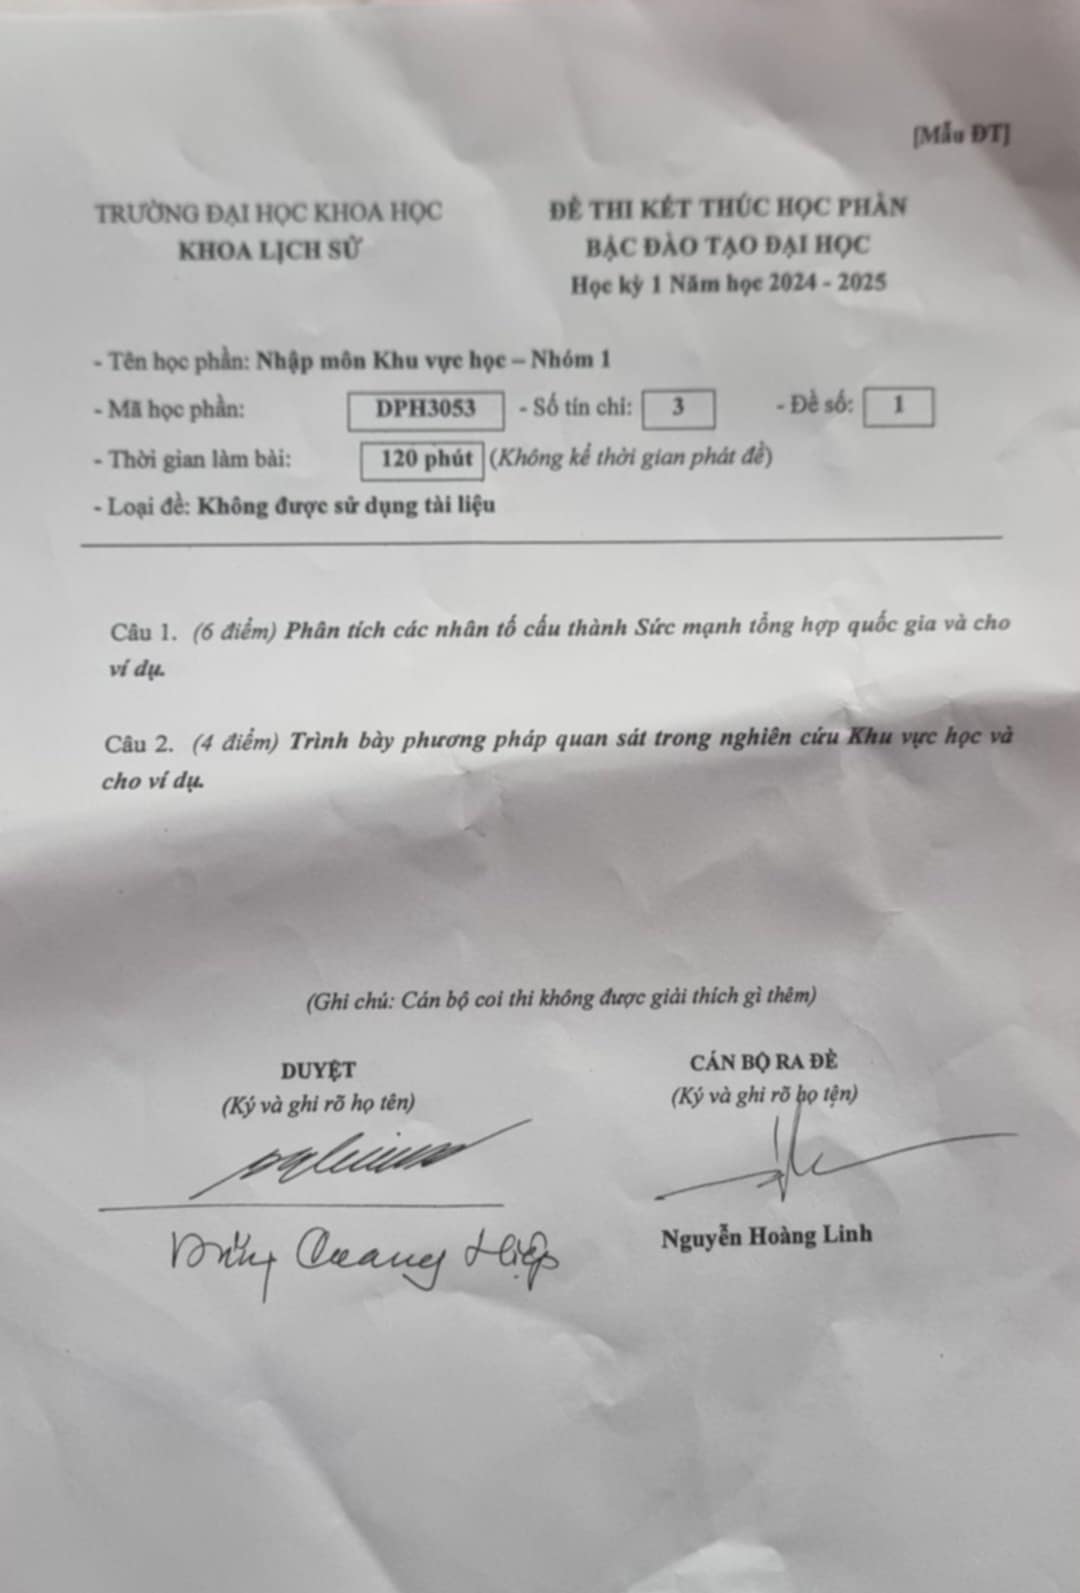 [Mẫu ĐT]
TRƯỜNG ĐẠI HỌC KHOA HỌC
KHOA LỊCH SỬ
ĐỀ THI KẾT THÚC HỌC PHẦN
BẬC ĐÀO TẠO ĐẠI HỌC
Học kỳ 1 Năm học 2024 - 2025
- Tên học phần: Nhập môn Khu vực học – Nhóm 1
- Mã học phần: DPH3053 - Số tín chỉ: 3 - Đề số: 1
- Thời gian làm bài: 120 phút (Không kể thời gian phát đề)
- Loại đề: Không được sử dụng tài liệu
Câu 1. (6 điểm) Phân tích các nhân tố cấu thành Sức mạnh tổng hợp quốc gia và cho
ví dụ.
Câu 2. (4 điểm) Trình bày phương pháp quan sát trong nghiên cứu Khu vực học và
cho ví dụ.
(Ghi chú: Cán bộ coi thi không được giải thích gì thêm)
DUYỆT
(Ký và ghi rõ họ tên)
Quang Hiệp
CÁN BỘ RA ĐỀ
(Ký và ghi rõ họ tên)
Nguyễn Hoàng Linh